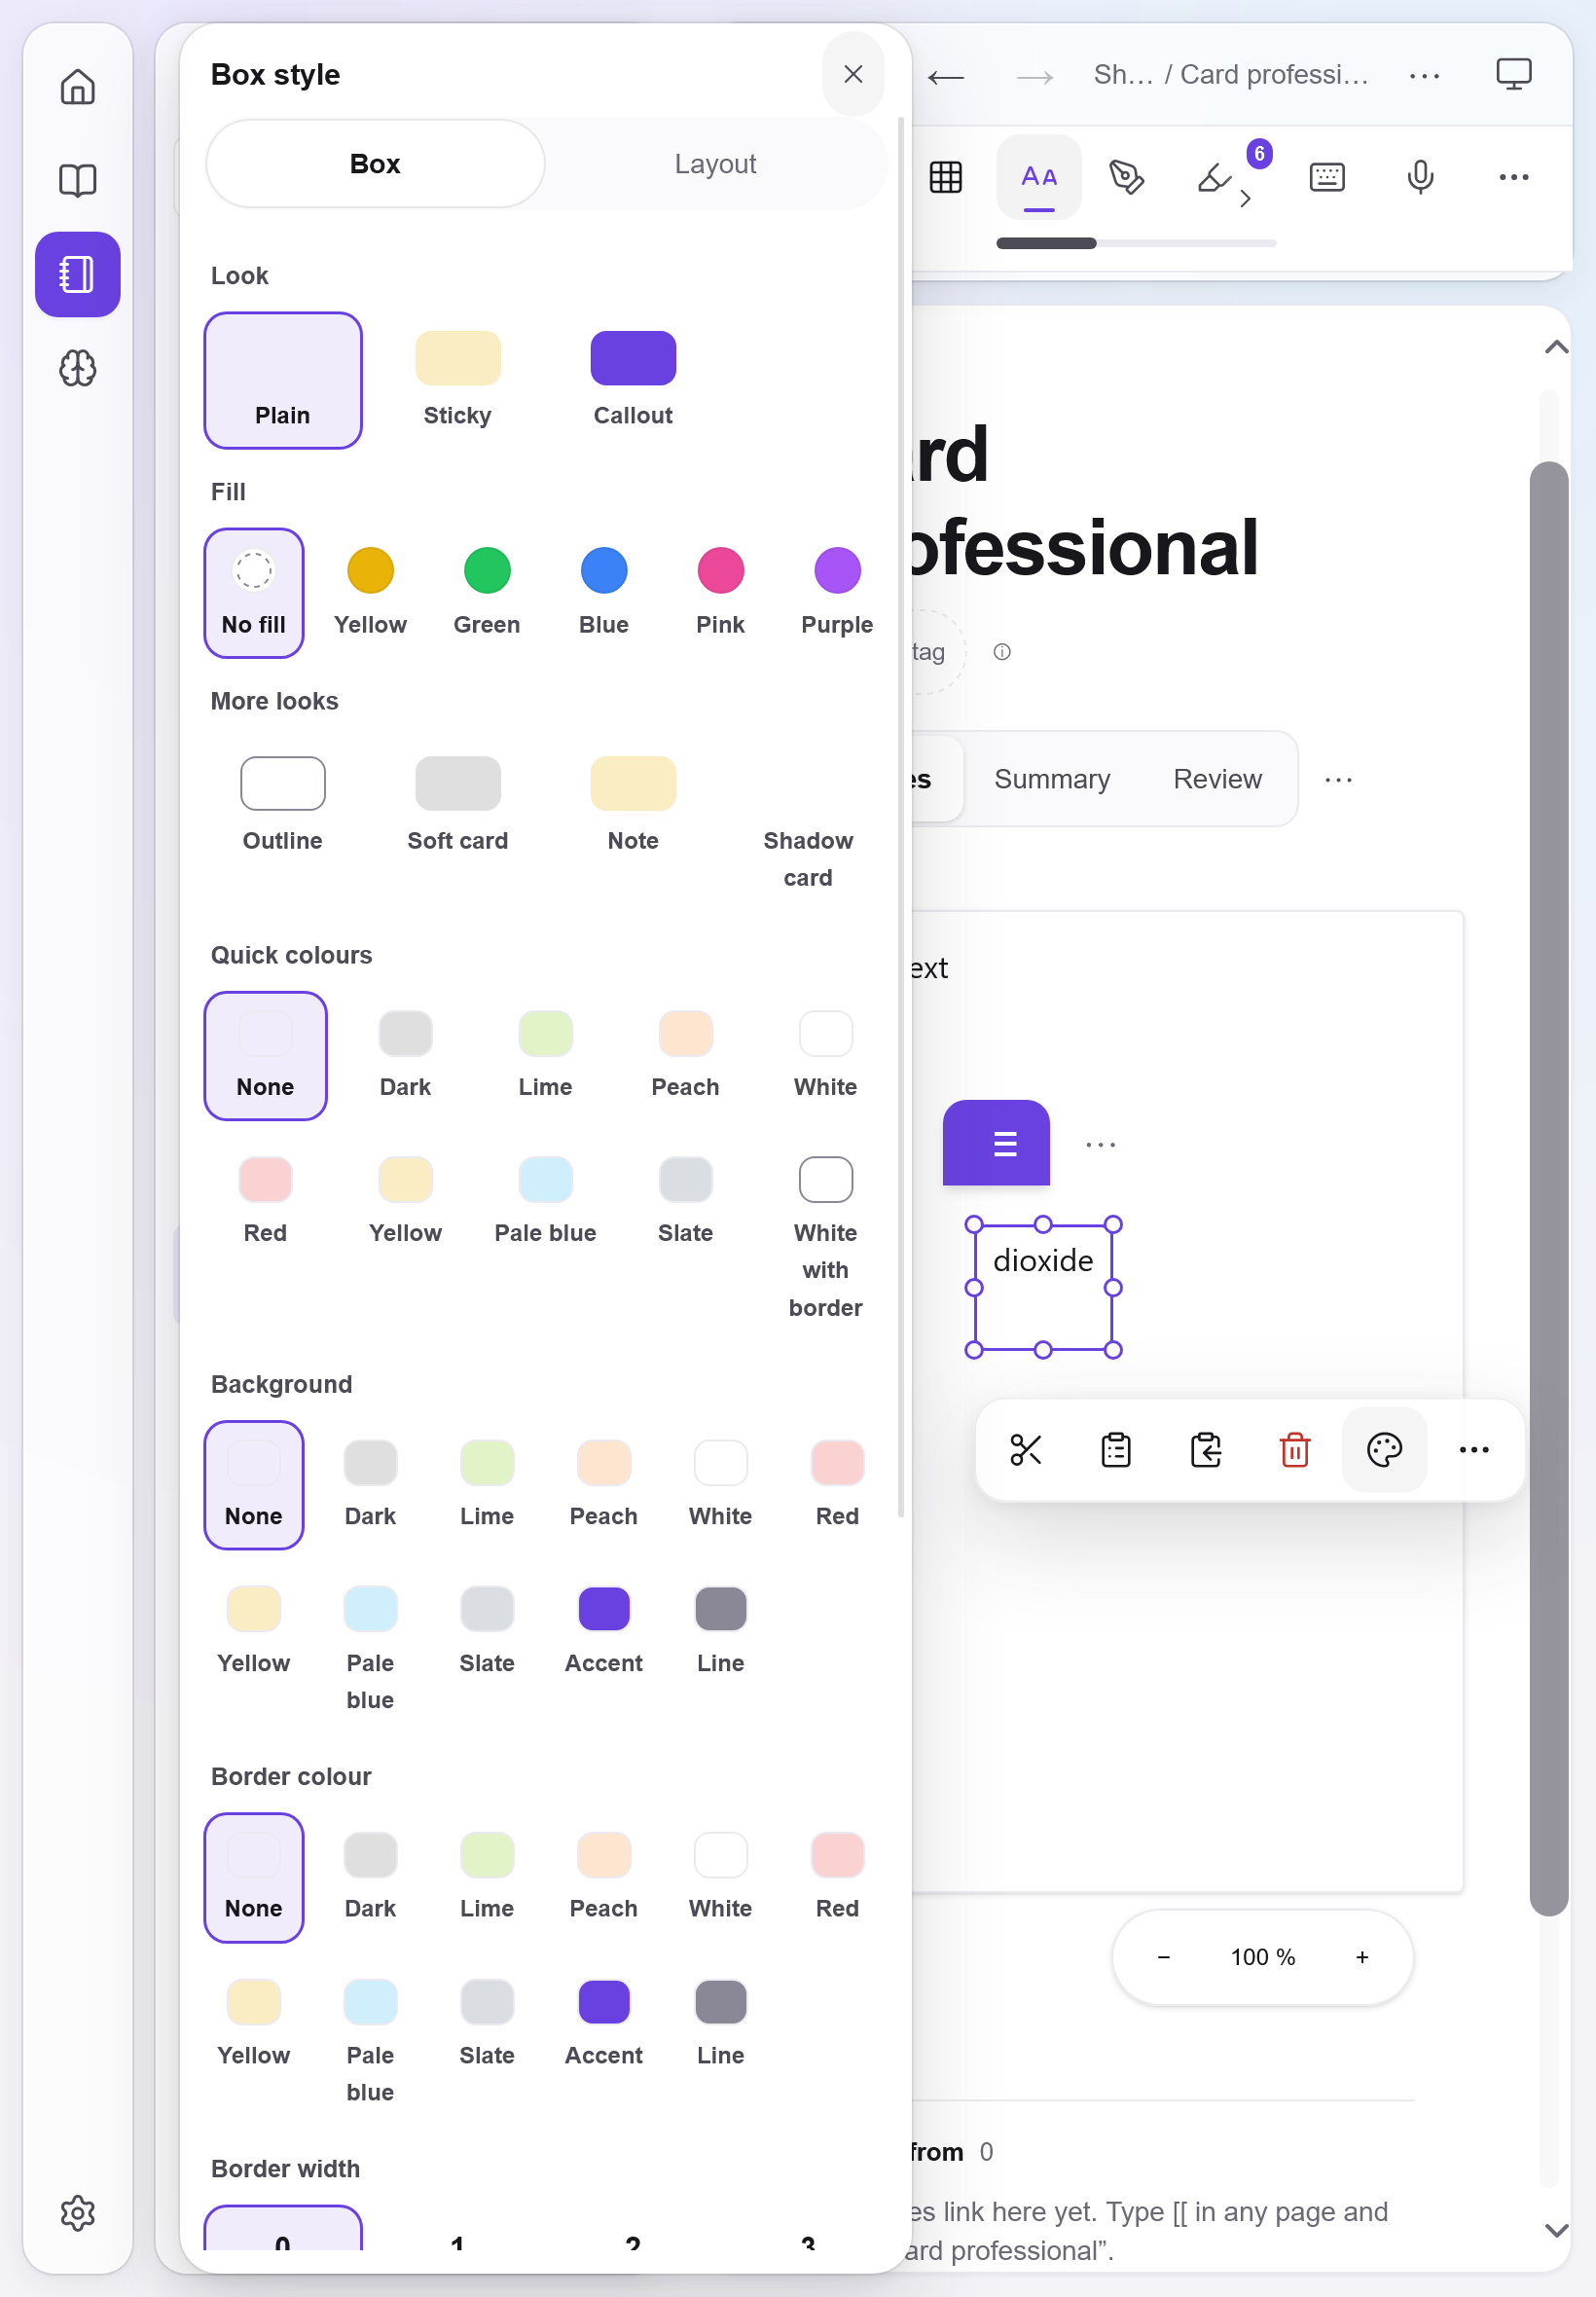 Box style
Sh... / Card professi...
Box
Layout
6
Look
Plain
Sticky
Callout
Fill
No fill
Yellow
Green
Blue
Pink
Purple
More looks
Outline
Soft card
Note
Shadow
card
Quick colours
None
Dark
Lime
Peach
White
Red
Yellow
Pale blue
Slate
White
with
border
Background
None
Dark
Lime
Peach
White
Red
Yellow
Pale
blue
Slate
Accent
Line
Border colour
None
Dark
Lime
Peach
White
Red
Yellow
Pale
blue
Slate
Accent
Line
Border width
0
1
2
3
rd
ofessional
tag
es
Summary
Review
ext
dioxide
− 100 % +
from 0
es link here yet. Type [[ in any page and
ard professional”.